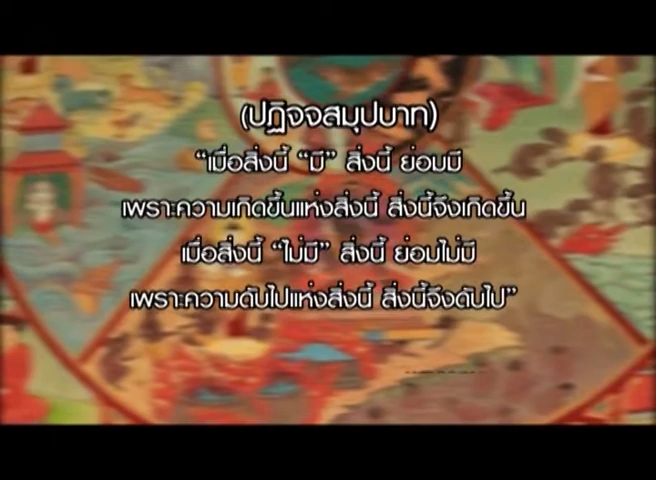 (ปฏิจจสมุปบาท)
“เมื่อสิ่งนี้ “มี” สิ่งนี้ ย่อมมี
เพราะความเกิดขึ้นแห่งสิ่งนี้ สิ่งนี้จึงเกิดขึ้น
เมื่อสิ่งนี้ “ไม่มี” สิ่งนี้ ย่อมไม่มี
เพราะความดับไปแห่งสิ่งนี้ สิ่งนี้จึงดับไป”